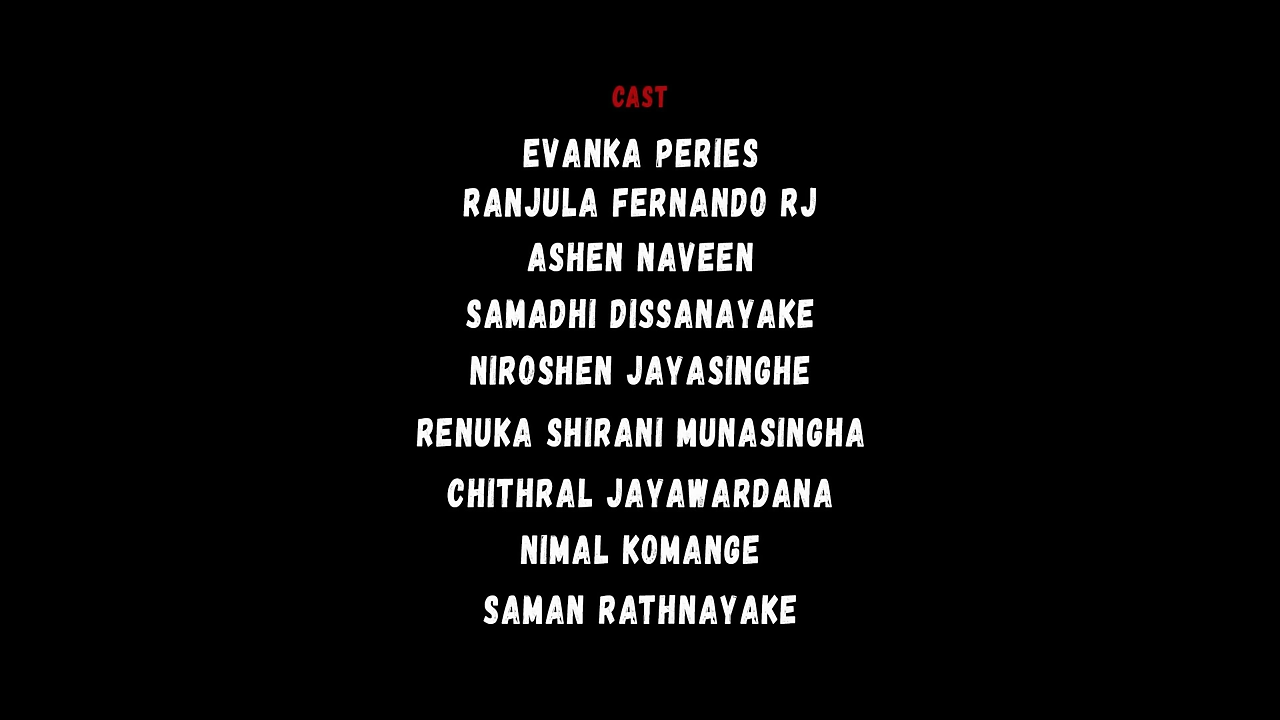 CAST
EVANKA PERIES
RANJULA FERNANDO RJ
ASHEN NAVEEN
SAMADHI DISSANAYAKE
NIROSHEN JAYASINGHE
RENUKA SHIRANI MUNASINGHA
CHITHRAL JAYAWARDANA
NIMAL KOMANGE
SAMAN RATHNAYAKE